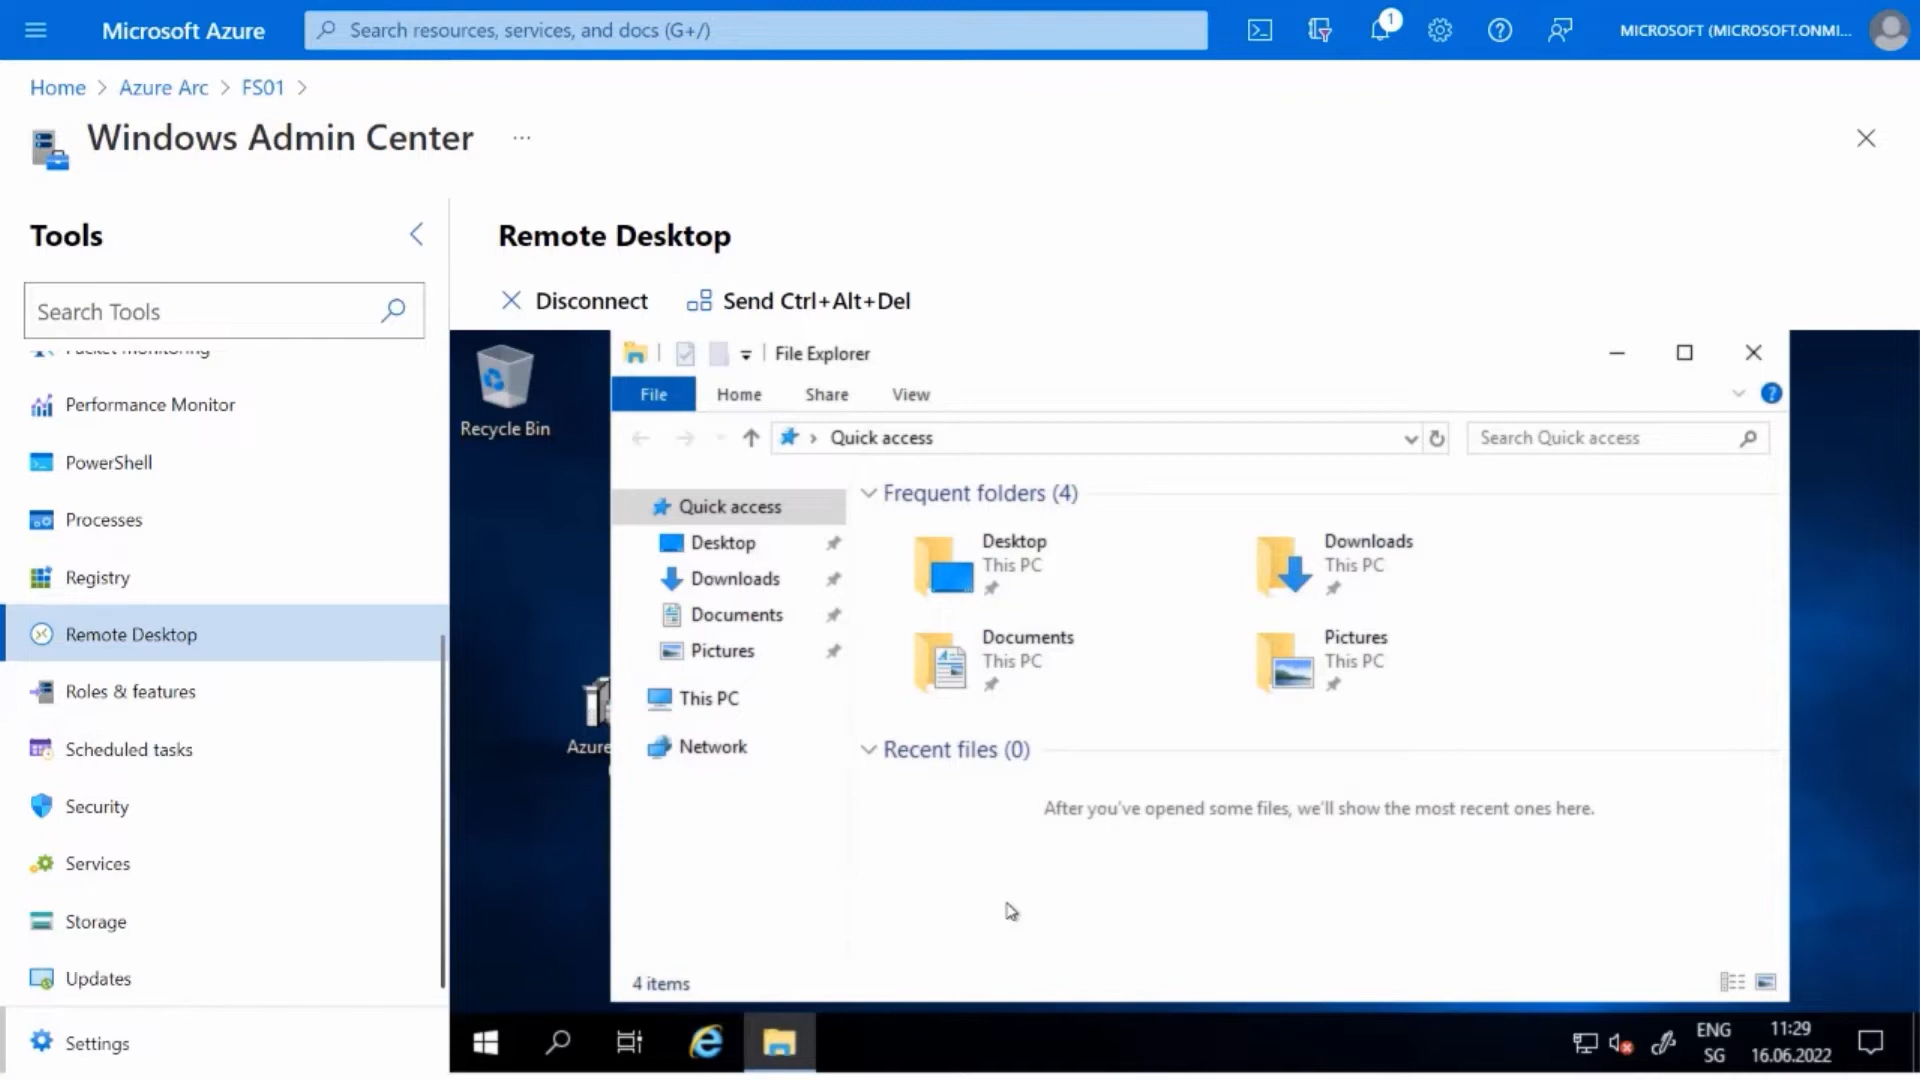 Microsoft Azure
Search resources, services, and docs (G+/)
1
MICROSOFT (MICROSOFT.ONMI...
Home > Azure Arc > FS01 >
Windows Admin Center ...
Tools
Search Tools
Packet monitoring
Performance Monitor
PowerShell
Processes
Registry
Remote Desktop
Roles & features
Scheduled tasks
Security
Services
Storage
Updates
Settings
Remote Desktop
Disconnect
Send Ctrl+Alt+Del
Recycle Bin
Azure
File Explorer
File
Home
Share
View
Quick access
Search Quick access
Quick access
Desktop
Downloads
Documents
Pictures
This PC
Network
Frequent folders (4)
Desktop
This PC
Downloads
This PC
Documents
This PC
Pictures
This PC
Recent files (0)
After you've opened some files, we'll show the most recent ones here.
4 items
ENG
SG
11:29
16.06.2022